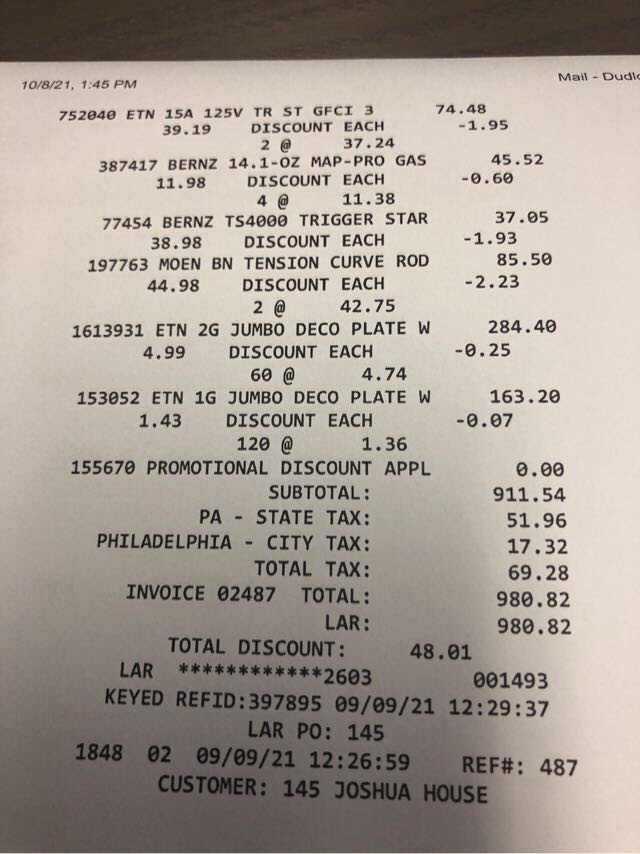 10/8/21, 1:45 PM Mail - Dudl
752040 ETN 15A 125V TR ST GFCI 3 74.48
39.19 DISCOUNT EACH -1.95
2 @ 37.24
387417 BERNZ 14.1-OZ MAP-PRO GAS 45.52
11.98 DISCOUNT EACH -0.60
4 @ 11.38
77454 BERNZ TS4000 TRIGGER STAR 37.05
38.98 DISCOUNT EACH -1.93
197763 MOEN BN TENSION CURVE ROD 85.50
44.98 DISCOUNT EACH -2.23
2 @ 42.75
1613931 ETN 2G JUMBO DECO PLATE W 284.40
4.99 DISCOUNT EACH -0.25
60 @ 4.74
153052 ETN 1G JUMBO DECO PLATE W 163.20
1.43 DISCOUNT EACH -0.07
120 @ 1.36
155670 PROMOTIONAL DISCOUNT APPL 0.00
SUBTOTAL: 911.54
PA - STATE TAX: 51.96
PHILADELPHIA - CITY TAX: 17.32
TOTAL TAX: 69.28
INVOICE 02487 TOTAL: 980.82
LAR: 980.82
TOTAL DISCOUNT: 48.01
LAR ************2603 001493
KEYED REFID:397895 09/09/21 12:29:37
LAR PO: 145
1848 02 09/09/21 12:26:59 REF#: 487
CUSTOMER: 145 JOSHUA HOUSE